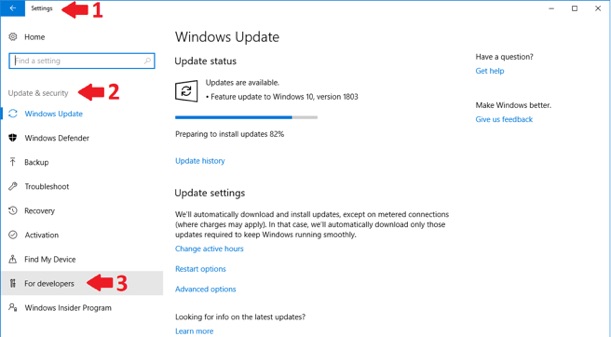 Settings
1
Home
Find a setting
Update & security
2
Windows Update
Windows Defender
Backup
Troubleshoot
Recovery
Activation
Find My Device
For developers
3
Windows Insider Program
Windows Update
Update status
Updates are available.
• Feature update to Windows 10, version 1803
Preparing to install updates 82%
Update history
Update settings
We'll automatically download and install updates, except on metered connections
(where charges may apply). In that case, we'll automatically download only those
updates required to keep Windows running smoothly.
Change active hours
Restart options
Advanced options
Looking for info on the latest updates?
Learn more
Have a question?
Get help
Make Windows better.
Give us feedback